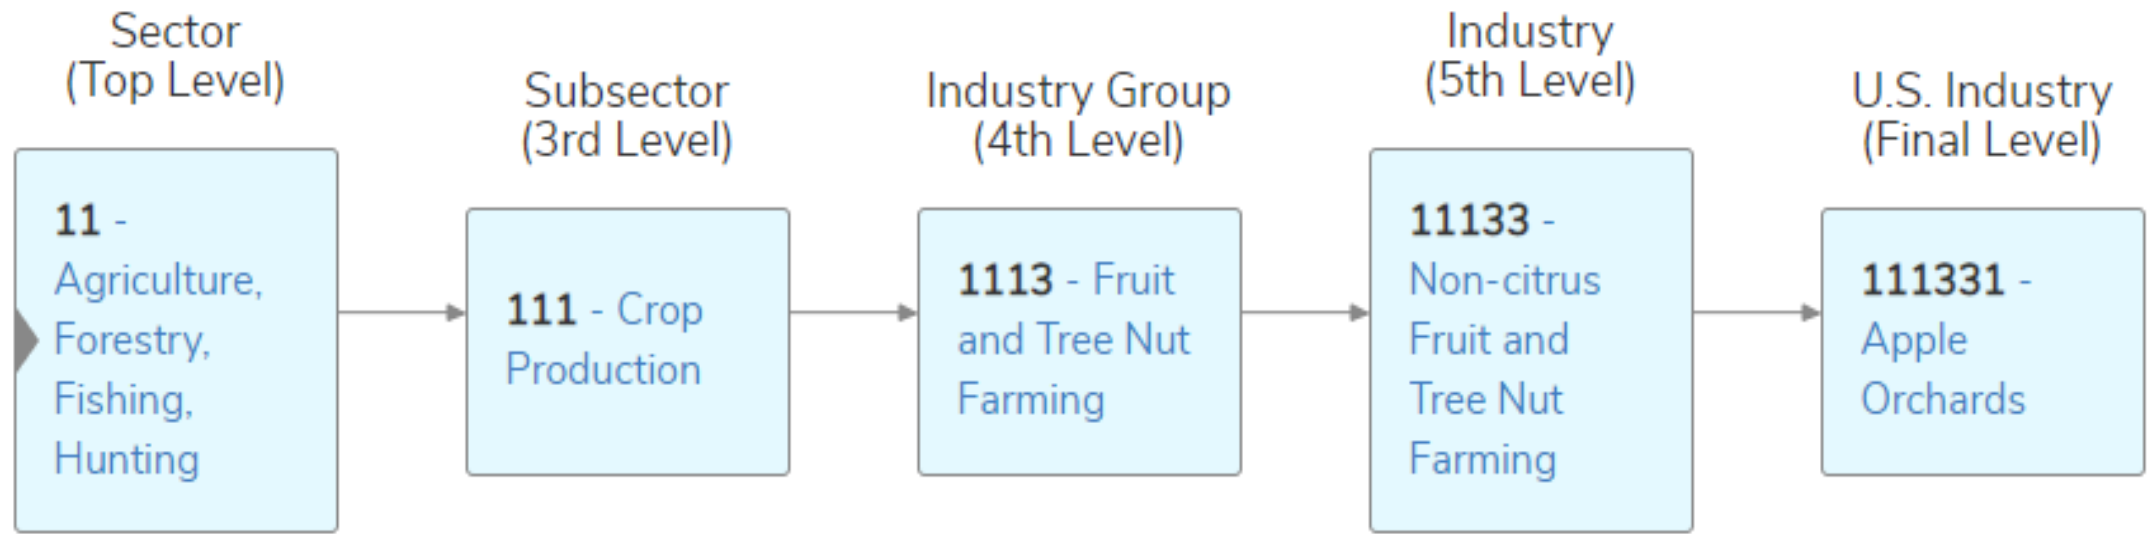 Sector
(Top Level)
11 -
Agriculture,
Forestry,
Fishing,
Hunting
Subsector
(3rd Level)
111 - Crop
Production
Industry Group
(4th Level)
1113 - Fruit
and Tree Nut
Farming
Industry
(5th Level)
11133 -
Non-citrus
Fruit and
Tree Nut
Farming
U.S. Industry
(Final Level)
111331 -
Apple
Orchards